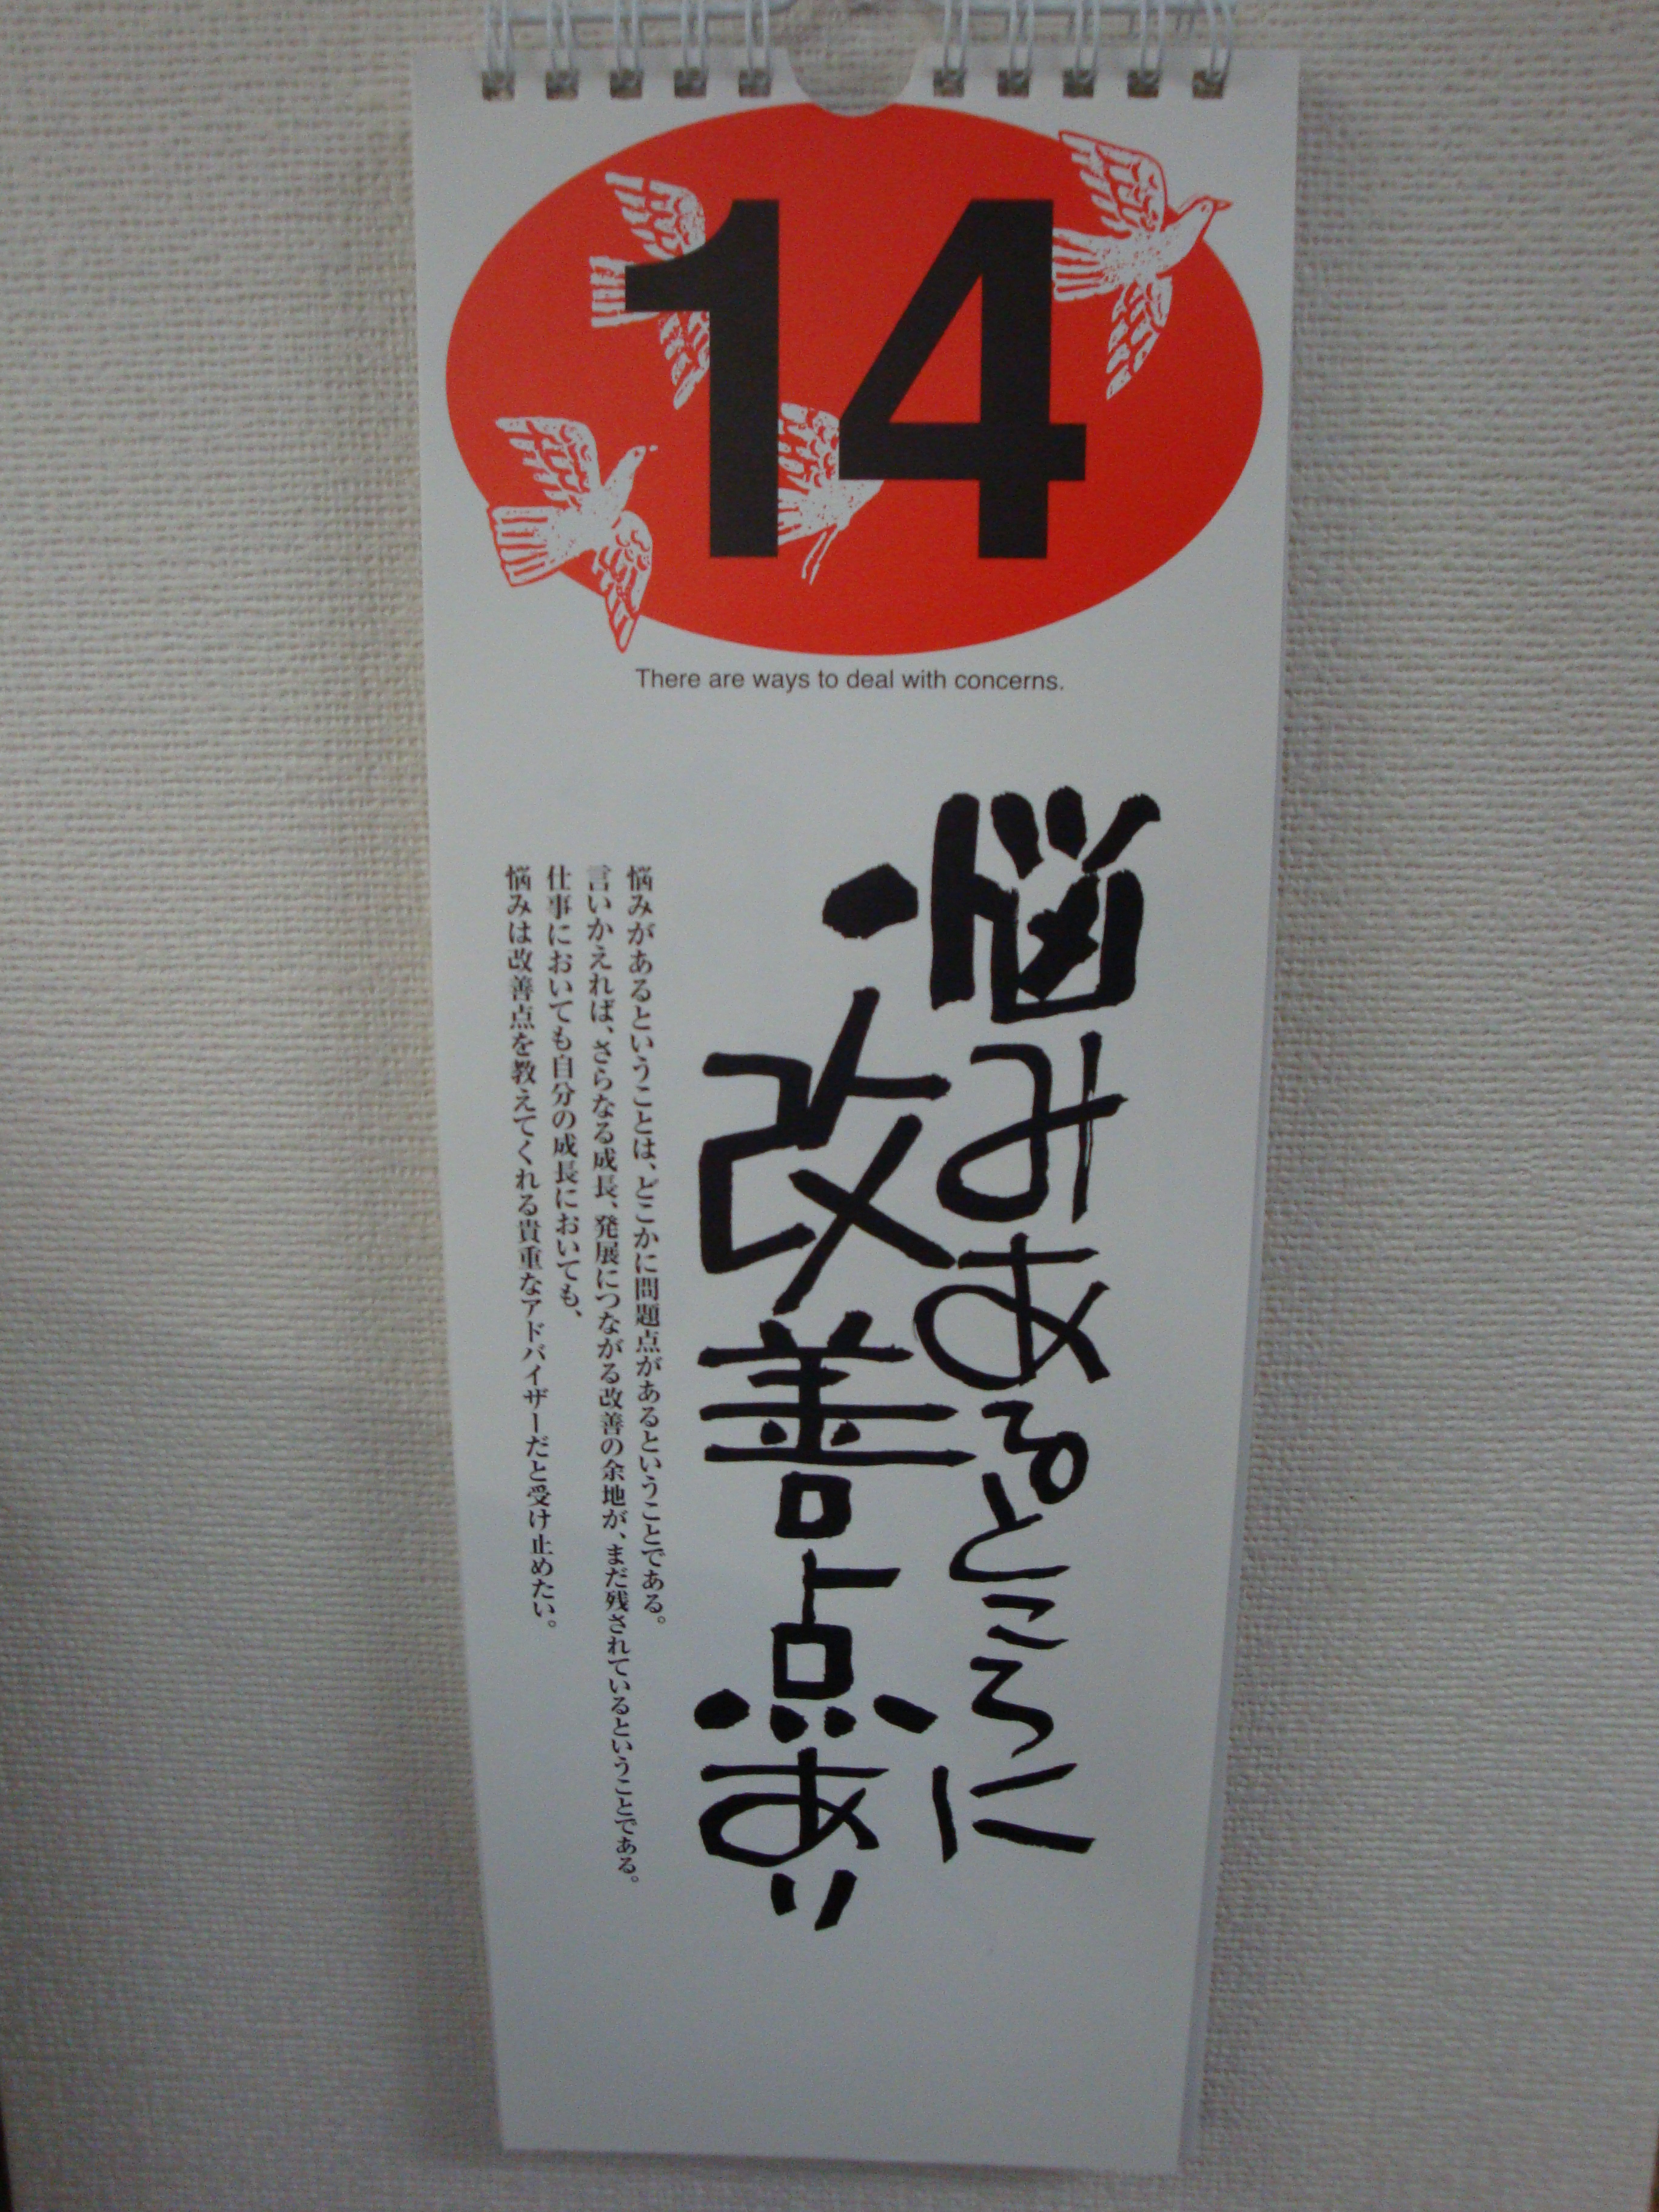 14
There are ways to deal with concerns.
悩みあるところに
改善点あり
悩みがあるということは、どこかに問題点があるということである。
言いかえれば、さらなる成長、発展につながる改善の余地が、まだ残されているということである。
仕事においても自分の成長においても、
悩みは改善点を教えてくれる貴重なアドバイザーだと受け止めたい。